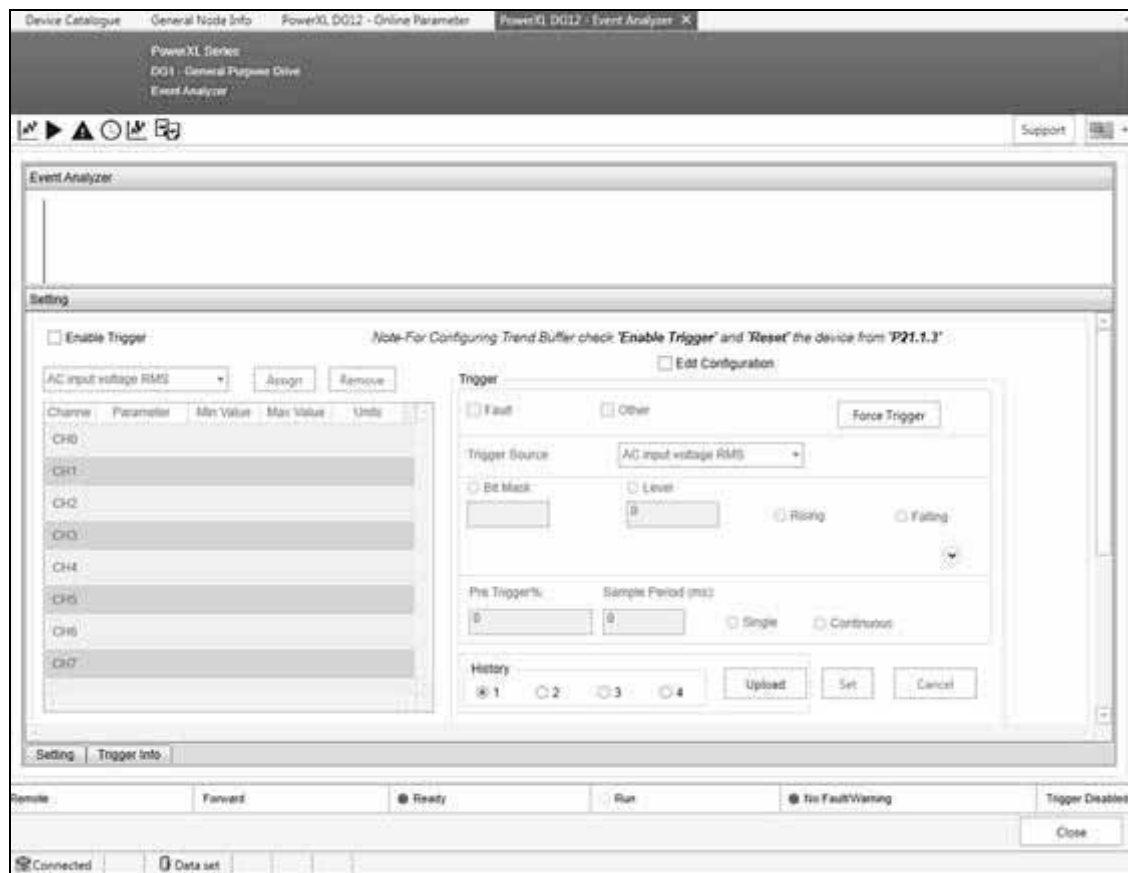 Device Catalogue General Node Info PowerXL DG12 - Online Parameter PowerXL DG12 - Event Analyzer X
PowerXL Series
DG1 - General Purpose Drive
Event Analyzer
Support
Event Analyzer
Setting
Enable Trigger
Note-For Configuring Trend Buffer check 'Enable Trigger' and 'Reset' the device from 'P21.1.3'
Edit Configuration
AC input voltage RMS Assign Remove
Channe Parameter Min Value Max Value Units
CH0
CH1
CH2
CH3
CH4
CH5
CH6
CH7
Trigger
Fault Other Force Trigger
Trigger Source AC input voltage RMS
Bit Mask Level
0 Rising Falling
Pre Trigger% Sample Period (ms)
0 0 Single Continuous
History
1 2 3 4 Upload Set Cancel
Setting Trigger Info
Remote Forward Ready Run No Fault/Warning Trigger Disabled
Close
Connected Data set